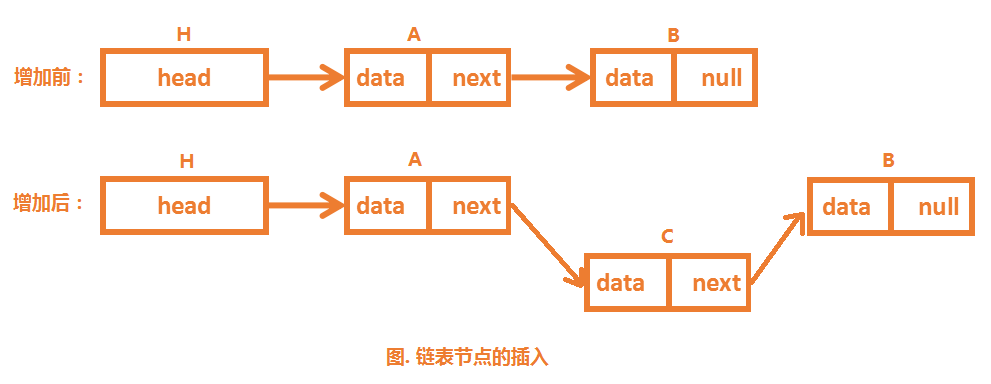 H A B
增加前： head data next data null
H A B
增加后： head data next data null
C
data next
图. 链表节点的插入